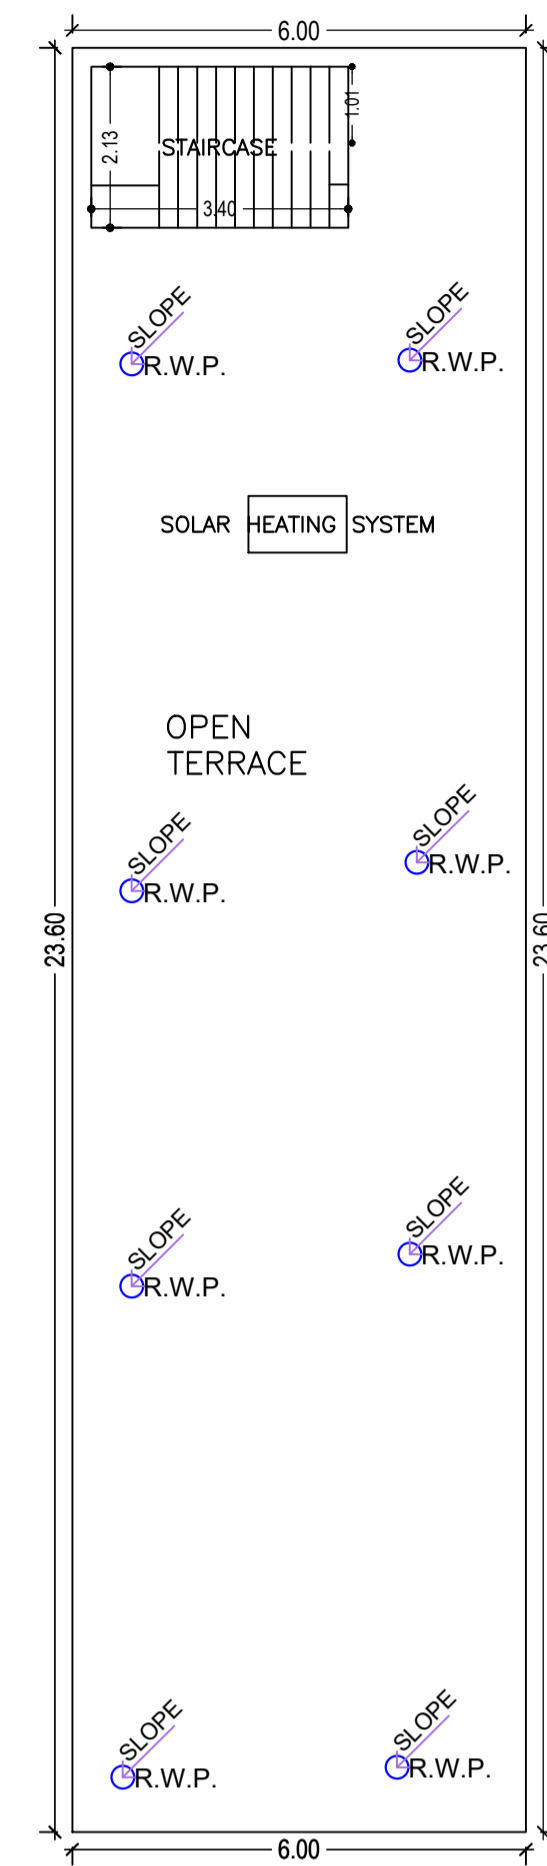 6.00
2.13
STAIRCASE
1.01
3.40
SLOPE
R.W.P.
SLOPE
R.W.P.
SOLAR HEATING SYSTEM
OPEN
TERRACE
SLOPE
R.W.P.
SLOPE
R.W.P.
23.60
23.60
SLOPE
R.W.P.
SLOPE
R.W.P.
SLOPE
R.W.P.
SLOPE
R.W.P.
6.00